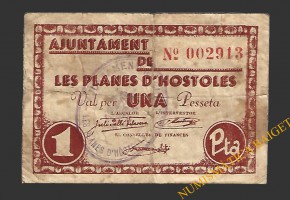 AJUNTAMENT
DE
Nº 002913
LES PLANES D'HOSTOLES
Val per UNA Pesseta
L'ALCALDE L'INTERVENTOR
EL CONSELLER DE FINANCES
1 Pta